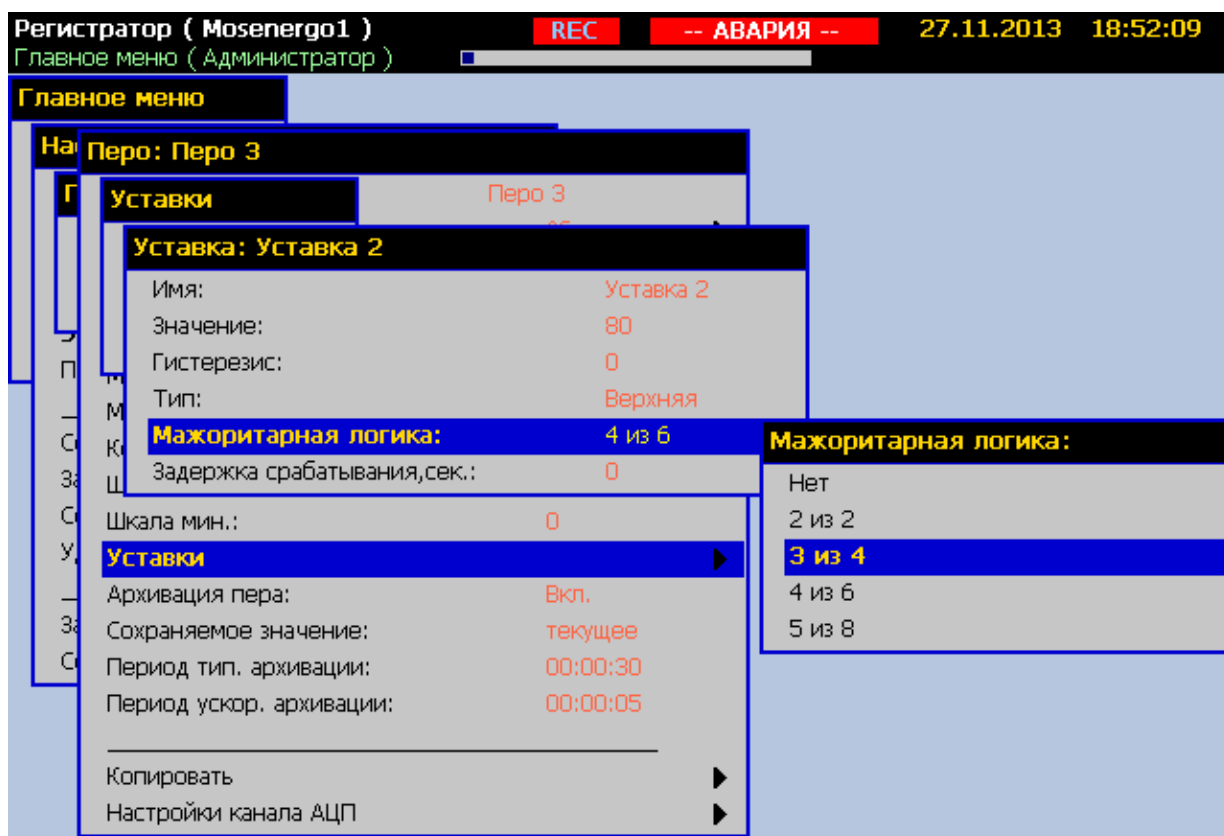 Регистратор ( Mosenergo1 ) REC -- АВАРИЯ -- 27.11.2013 18:52:09
Главное меню ( Администратор )
Главное меню
Перо: Перо 3
Уставки Перо 3
Уставка: Уставка 2
Имя: Уставка 2
Значение: 80
Гистерезис: 0
Тип: Верхняя
Мажоритарная логика: 4 из 6
Задержка срабатывания,сек.: 0
Мажоритарная логика:
Нет
2 из 2
3 из 4
4 из 6
5 из 8
Шкала мин.: 0
Уставки
Архивация пера: Вкл.
Сохраняемое значение: текущее
Период тип. архивации: 00:00:30
Период ускор. архивации: 00:00:05
Копировать
Настройки канала АЦП